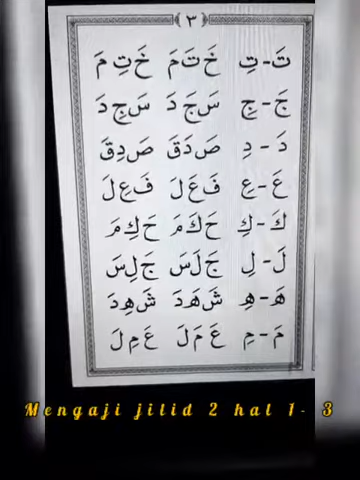 ٣
تَ - تِ خَ تَ مَ خَ تِ مَ
جَ - جِ سَ جَ دَ سَ جِ دَ
دَ - دِ صَ دَ قَ صَ دِ قَ
عَ - عِ فَ عَ لَ فَ عِ لَ
كَ - كِ حَ كَ مَ حَ كِ مَ
لَ - لِ جَ لَ سَ جَ لِ سَ
هَ - هِ شَ هَ دَ شَ هِ دَ
مَ - مِ عَ مَ لَ عَ مِ لَ
Mengaji jilid 2 hal 1- 3